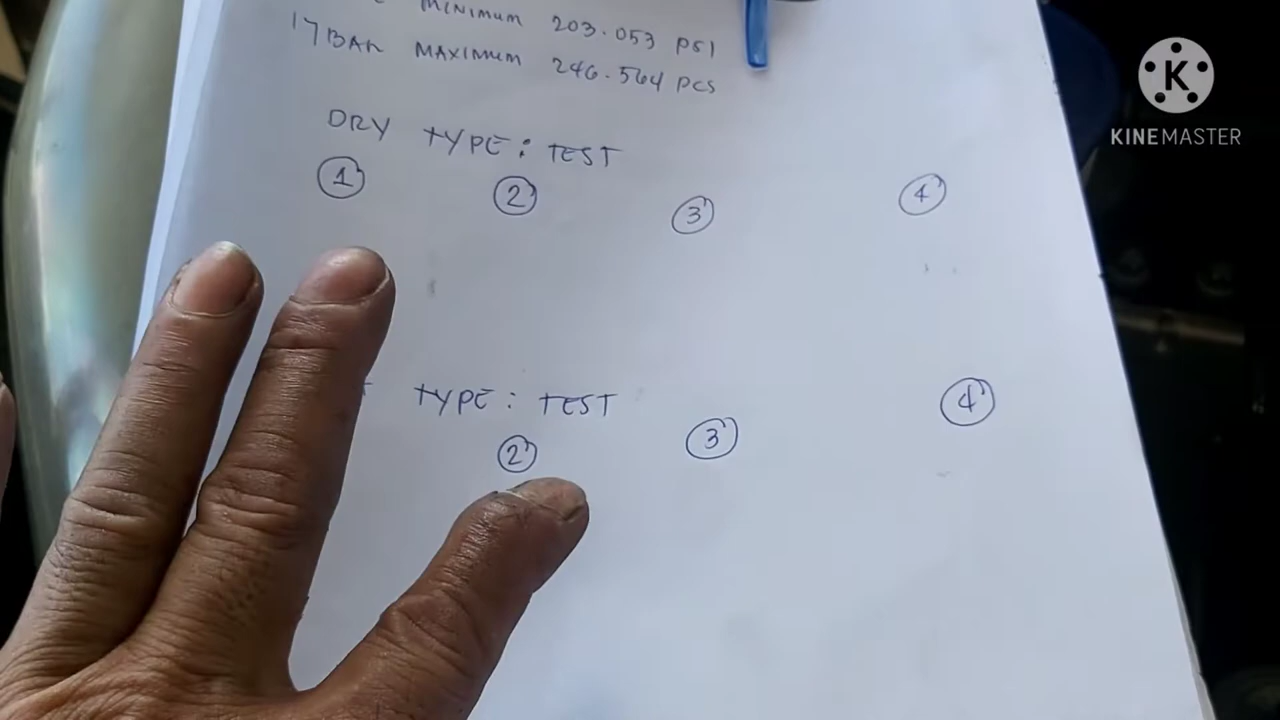 MINIMUM 203.053 PSI
17BAR MAXIMUM 246.564 PCS
DRY TYPE: TEST
1 2 3 4
TYPE: TEST
2 3 4
K
KINEMASTER